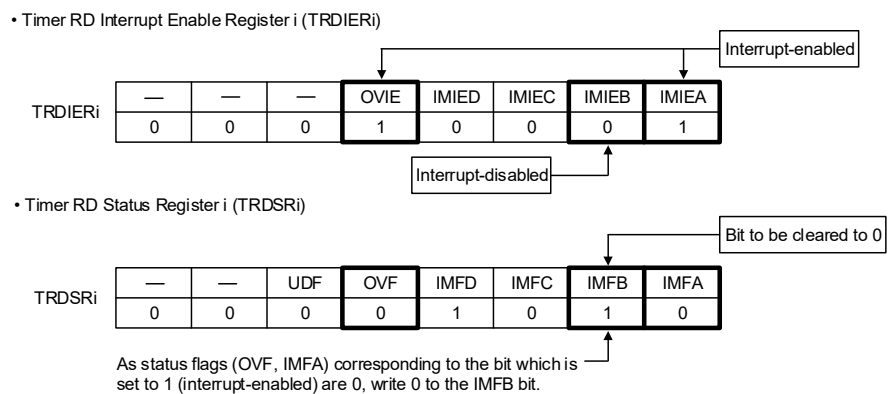 • Timer RD Interrupt Enable Register i (TRDIERi)
Interrupt-enabled
— — — OVIE IMIED IMIEC IMIEB IMIEA
TRDIERi
0 0 0 1 0 0 0 1
Interrupt-disabled
• Timer RD Status Register i (TRDSRi)
Bit to be cleared to 0
— — UDF OVF IMFD IMFC IMFB IMFA
TRDSRi
0 0 0 0 1 0 1 0
As status flags (OVF, IMFA) corresponding to the bit which is
set to 1 (interrupt-enabled) are 0, write 0 to the IMFB bit.